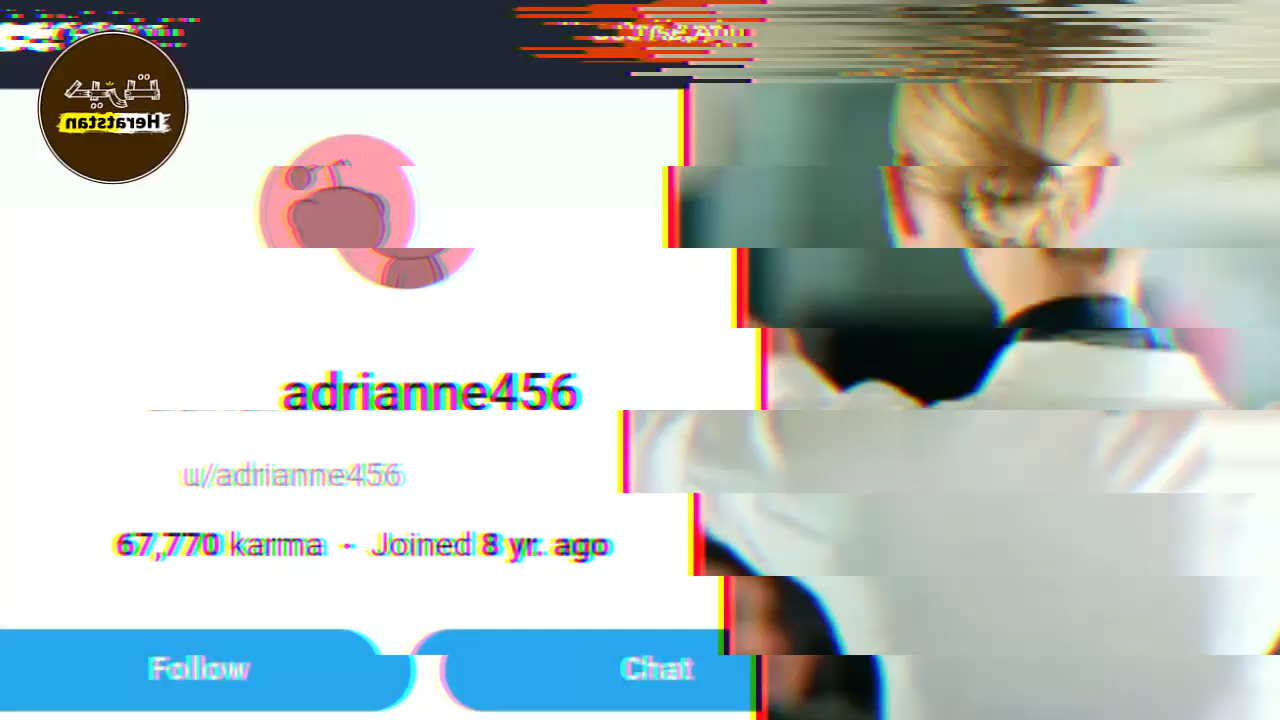 Heratstan
adrianne456
u/adrianne456
67,770 karma · Joined 8 yr. ago
Follow
Chat